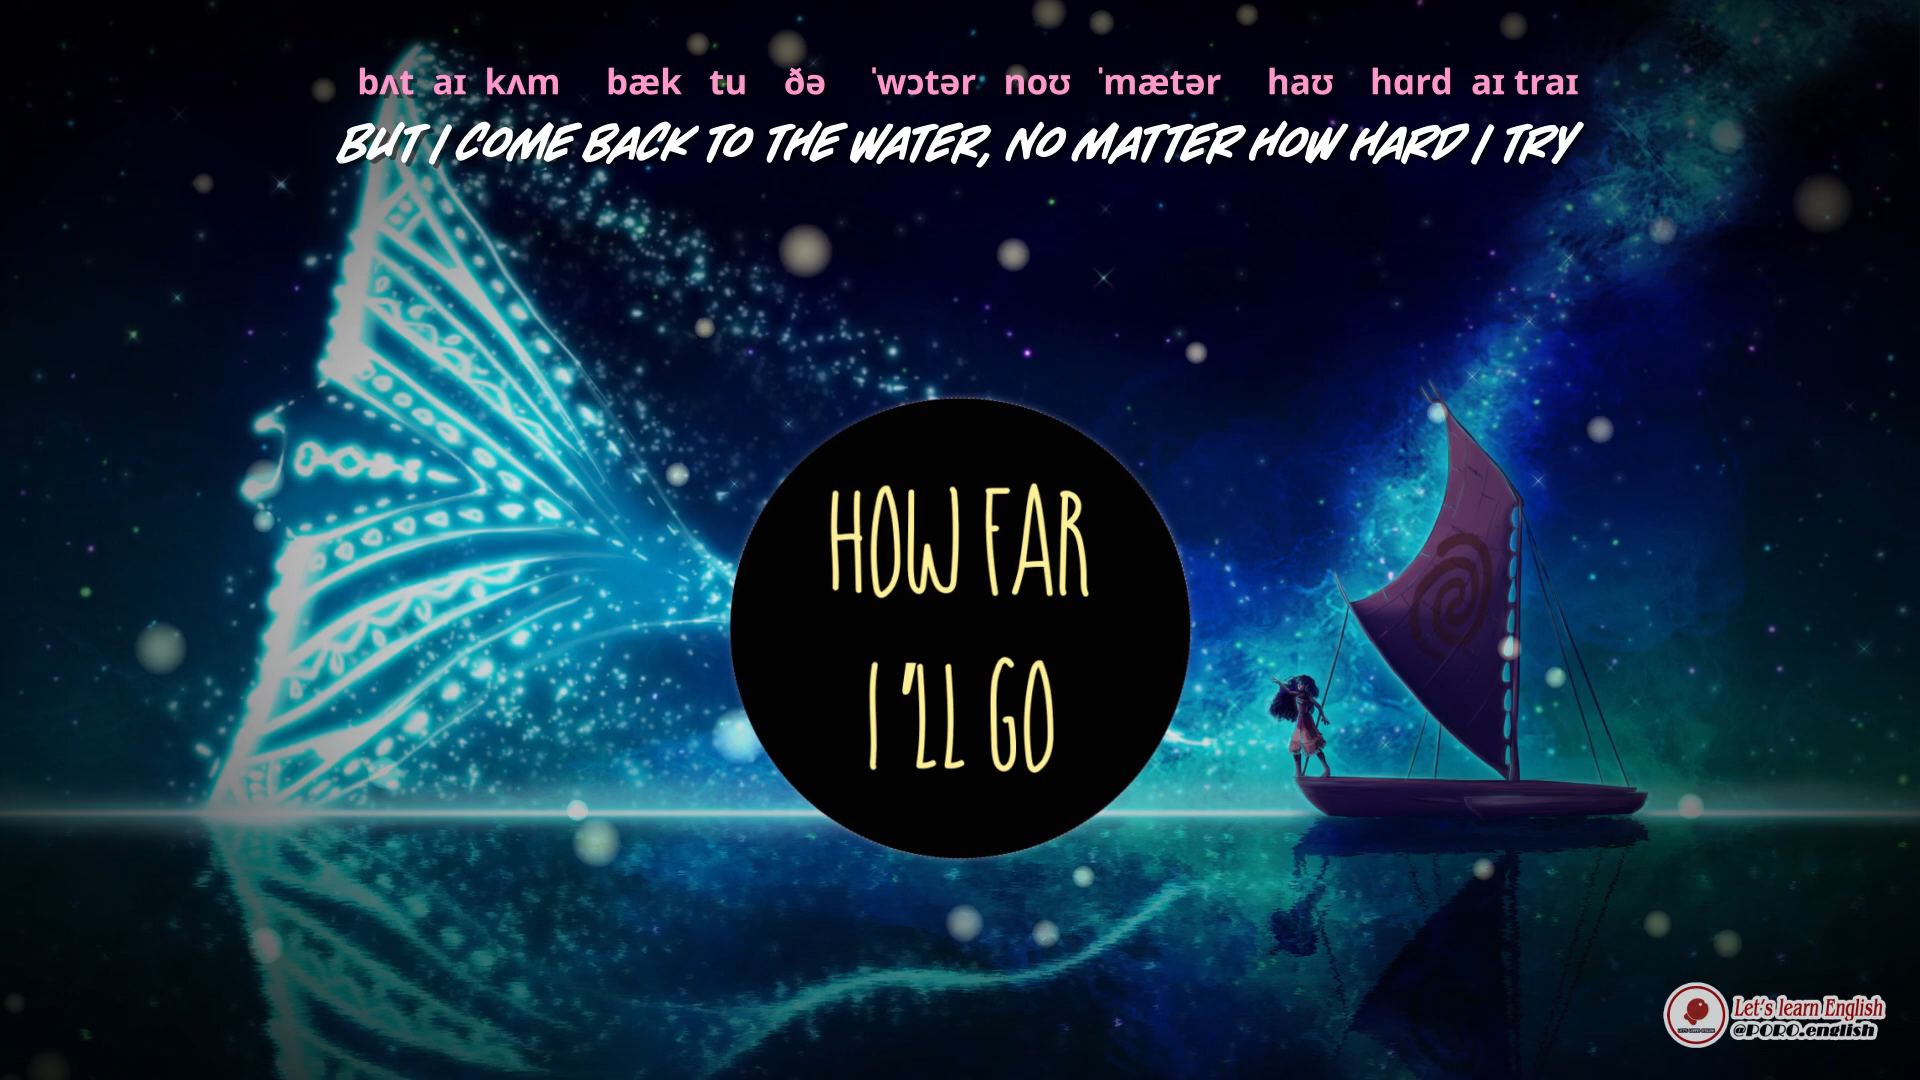 bʌt aɪ kʌm bæk tu ðə ˈwɔtər noʊ ˈmætər haʊ hɑrd aɪ traɪ
BUT I COME BACK TO THE WATER, NO MATTER HOW HARD I TRY
HOW FAR
I'LL GO
Let's learn English
@PORO.english